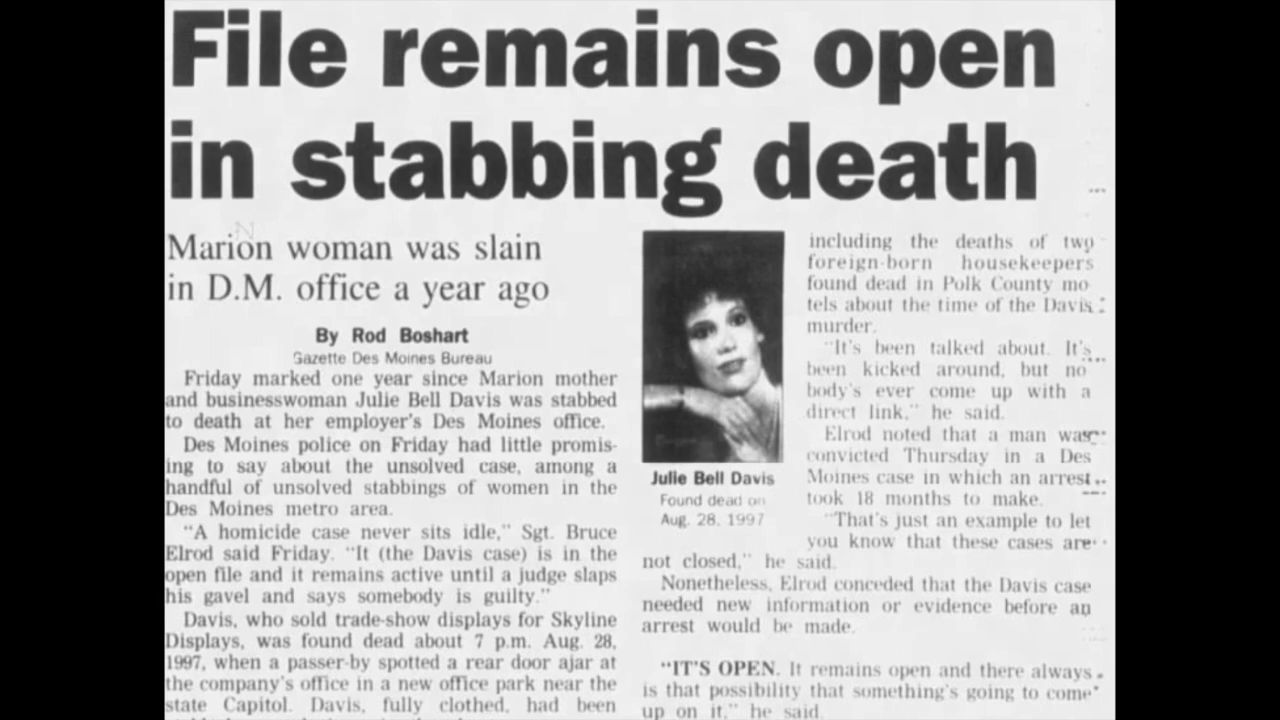 File remains open
in stabbing death
Marion woman was slain
in D.M. office a year ago
By Rod Boshart
Gazette Des Moines Bureau
Friday marked one year since Marion mother
and businesswoman Julie Bell Davis was stabbed
to death at her employer's Des Moines office.
Des Moines police on Friday had little promis-
ing to say about the unsolved case, among a
handful of unsolved stabbings of women in the
Des Moines metro area.
"A homicide case never sits idle," Sgt. Bruce
Elrod said Friday. "It (the Davis case) is in the
open file and it remains active until a judge slaps
his gavel and says somebody is guilty."
Davis, who sold trade-show displays for Skyline
Displays, was found dead about 7 p.m. Aug. 28,
1997, when a passer-by spotted a rear door ajar at
the company's office in a new office park near the
state Capitol. Davis, fully clothed, had been
Julie Bell Davis
Found dead on
Aug. 28, 1997
including the deaths of two
foreign-born housekeepers
found dead in Polk County mo
tels about the time of the Davis
murder.
"It's been talked about. It's
been kicked around, but no
body's ever come up with a
direct link," he said.
Elrod noted that a man was
convicted Thursday in a Des
Moines case in which an arrest
took 18 months to make.
"That's just an example to let
you know that these cases are
not closed," he said.
Nonetheless, Elrod conceded that the Davis case
needed new information or evidence before an
arrest would be made.
"IT'S OPEN. It remains open and there always
is that possibility that something's going to come
up on it," he said.